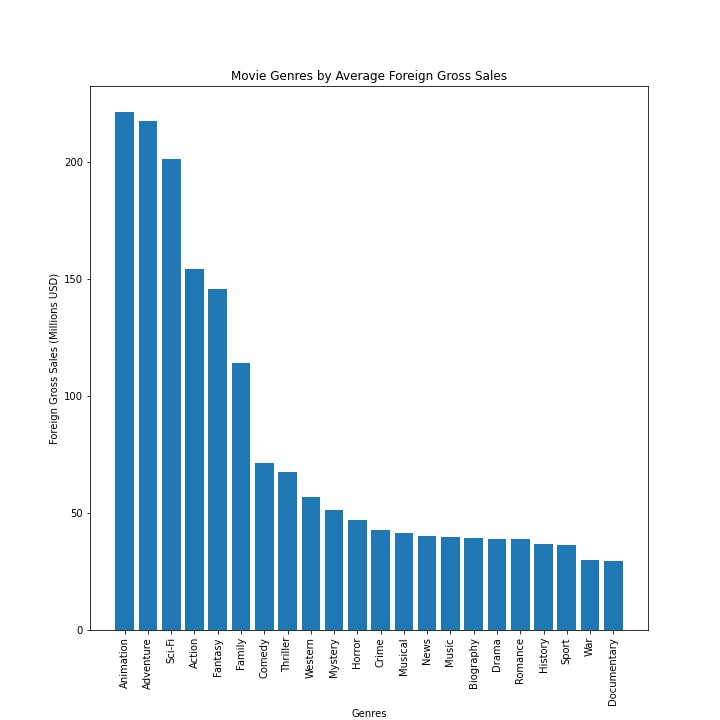 Movie Genres by Average Foreign Gross Sales
Foreign Gross Sales (Millions USD)
200
150
100
50
0
Animation
Adventure
Sci-Fi
Action
Fantasy
Family
Comedy
Thriller
Western
Mystery
Horror
Crime
Musical
News
Music
Biography
Drama
Romance
History
Sport
War
Documentary
Genres